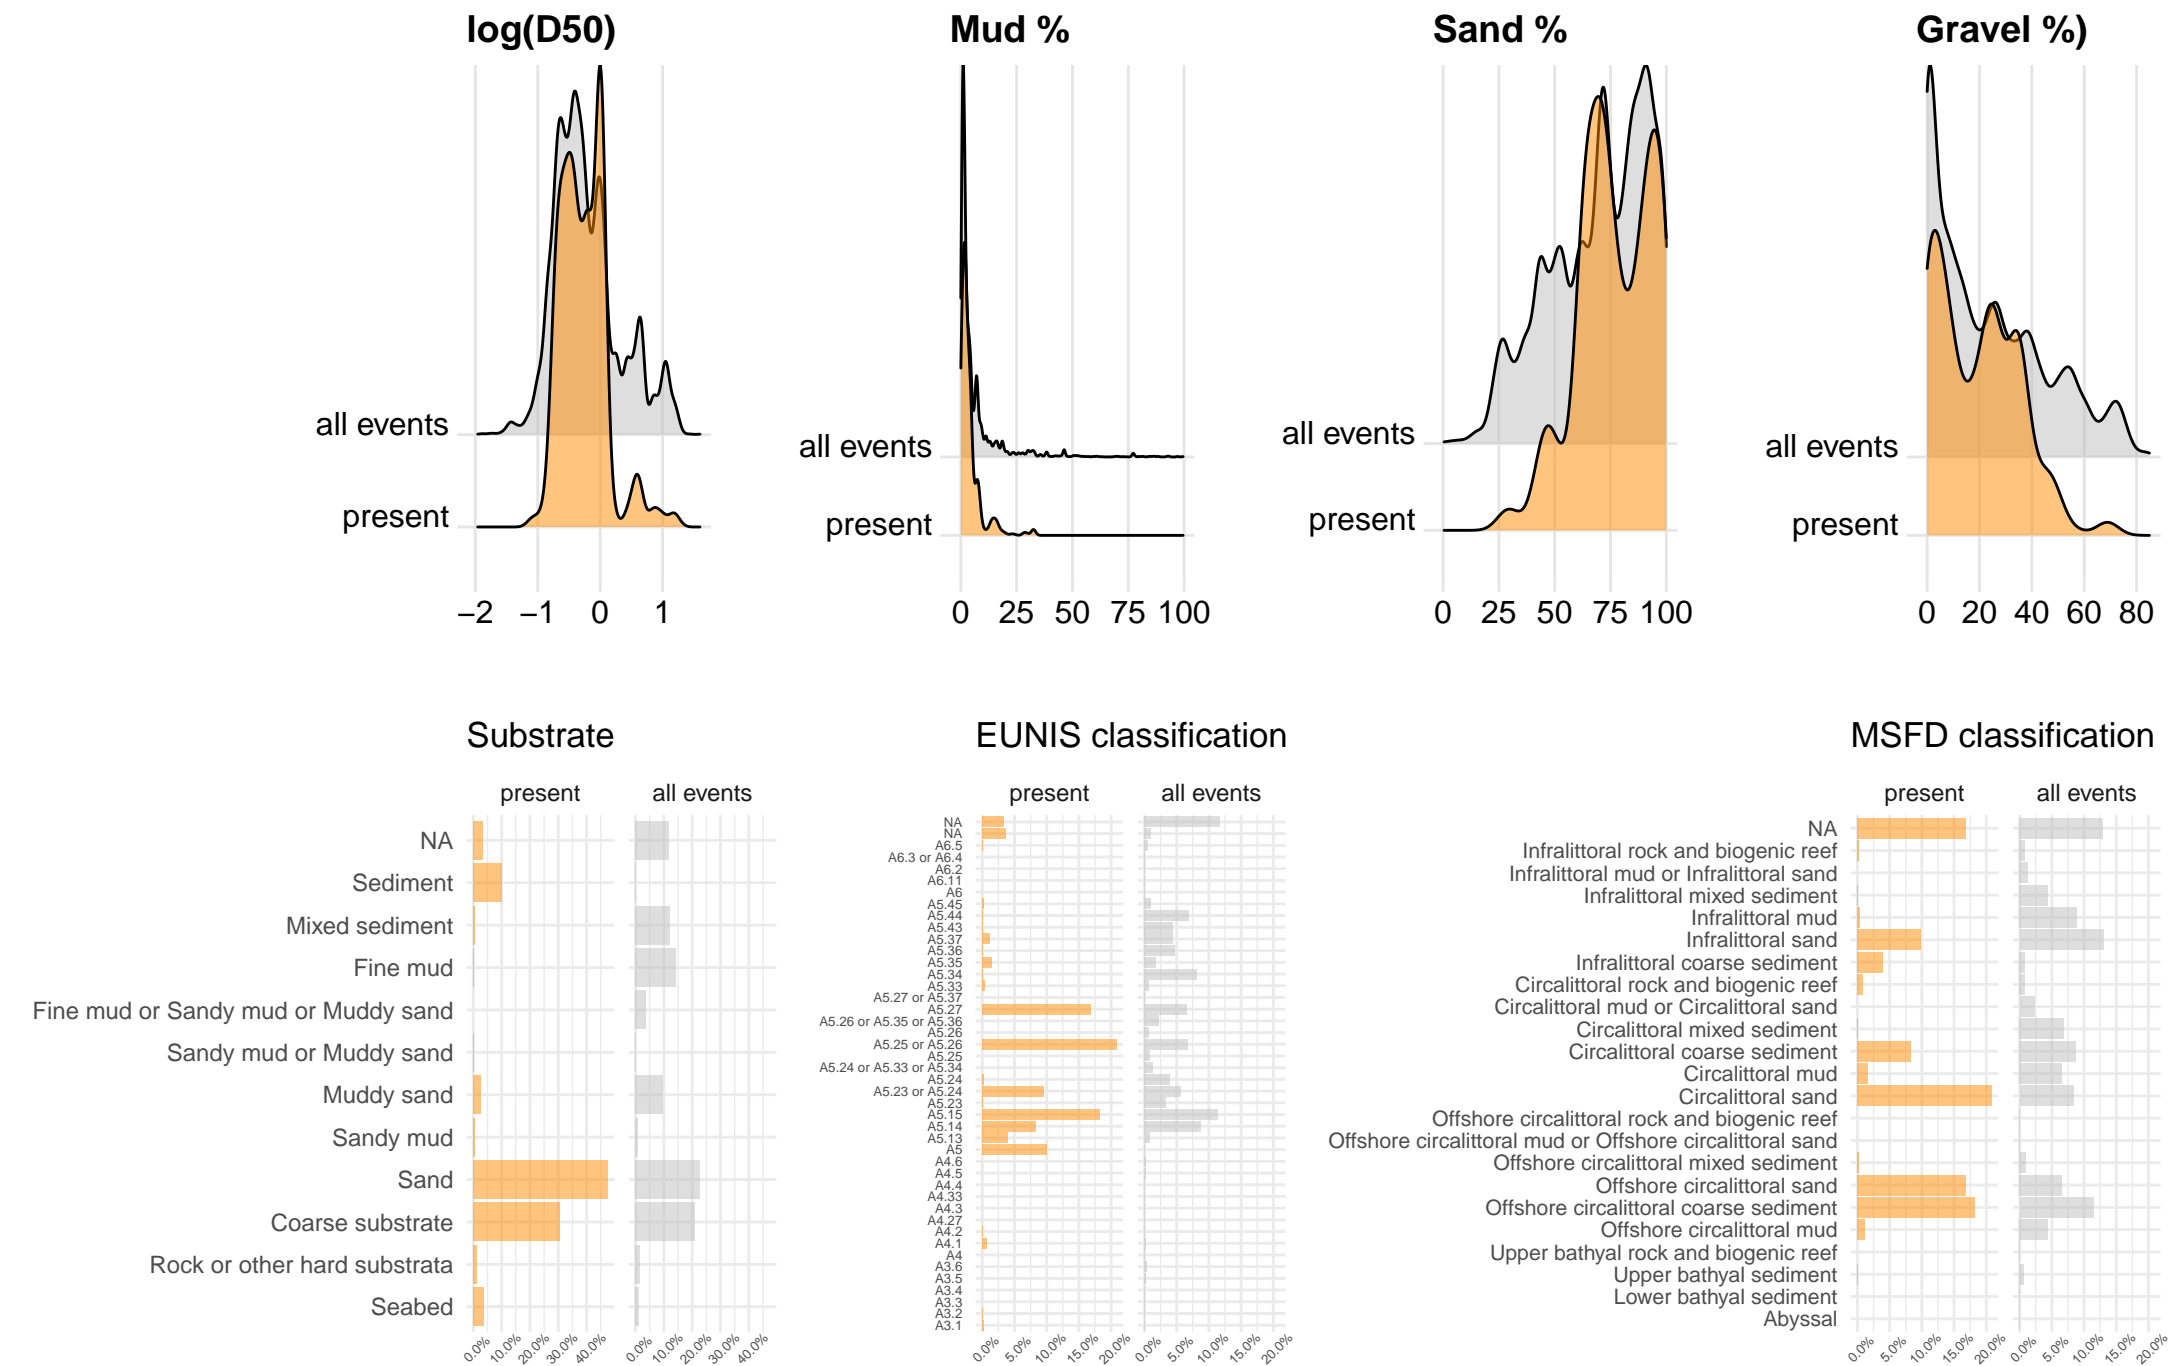 log(D50)
Mud %
Sand %
Gravel %)
all events
present
−2 −1 0 1
all events
present
0 25 50 75 100
all events
present
0 25 50 75 100
all events
present
0 20 40 60 80
Substrate
present all events
NA
Sediment
Mixed sediment
Fine mud
Fine mud or Sandy mud or Muddy sand
Sandy mud or Muddy sand
Muddy sand
Sandy mud
Sand
Coarse substrate
Rock or other hard substrata
Seabed
0.0% 10.0% 20.0% 30.0% 40.0% 0.0% 10.0% 20.0% 30.0% 40.0%
EUNIS classification
present all events
NA
NA
A6.5
A6.3 or A6.4
A6.2
A6.11
A6
A5.45
A5.44
A5.43
A5.37
A5.36
A5.35
A5.34
A5.33
A5.27 or A5.37
A5.27
A5.26 or A5.35 or A5.36
A5.26
A5.25 or A5.26
A5.25
A5.24 or A5.33 or A5.34
A5.24
A5.23 or A5.24
A5.23
A5.15
A5.14
A5.13
A5
A4.6
A4.5
A4.4
A4.33
A4.3
A4.27
A4.2
A4.1
A4
A3.6
A3.5
A3.4
A3.3
A3.2
A3.1
0.0% 5.0% 10.0% 15.0% 20.0% 0.0% 5.0% 10.0% 15.0% 20.0%
MSFD classification
present all events
NA
Infralittoral rock and biogenic reef
Infralittoral mud or Infralittoral sand
Infralittoral mixed sediment
Infralittoral mud
Infralittoral sand
Infralittoral coarse sediment
Circalittoral rock and biogenic reef
Circalittoral mud or Circalittoral sand
Circalittoral mixed sediment
Circalittoral coarse sediment
Circalittoral mud
Circalittoral sand
Offshore circalittoral rock and biogenic reef
Offshore circalittoral mud or Offshore circalittoral sand
Offshore circalittoral mixed sediment
Offshore circalittoral sand
Offshore circalittoral coarse sediment
Offshore circalittoral mud
Upper bathyal rock and biogenic reef
Upper bathyal sediment
Lower bathyal sediment
Abyssal
0.0% 5.0% 10.0% 15.0% 20.0% 0.0% 5.0% 10.0% 15.0% 20.0%